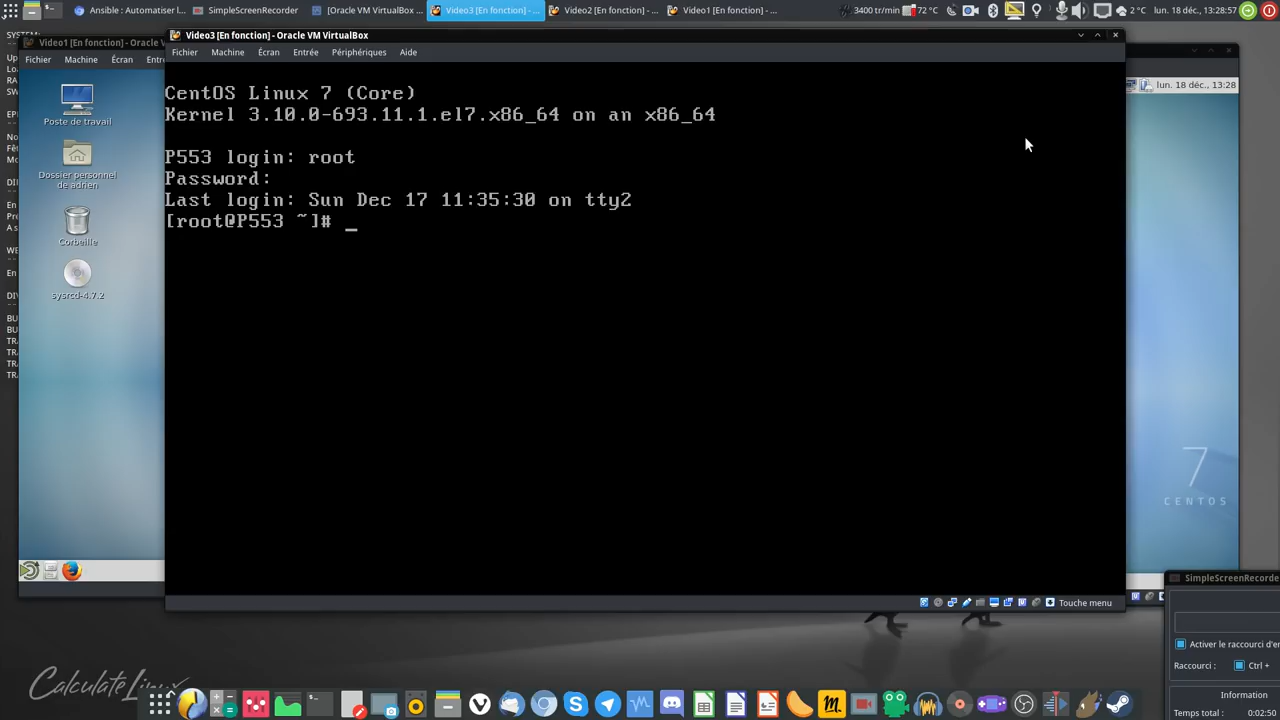 Ansible : Automatiser l...
SimpleScreenRecorder
[Oracle VM VirtualBox ...
Video3 [En fonction] - ...
Video2 [En fonction] - ...
Video1 [En fonction] - ...
3400 tr/min
72 °C
2 °C
lun. 18 déc., 13:28:57
Video1 [En fonction] - Oracle VM
Fichier Machine Écran
Poste de travail
Dossier personnel
de adrien
Corbeille
sysrcd-4.7.2
Video3 [En fonction] - Oracle VM VirtualBox
Fichier Machine Écran Entrée Périphériques Aide
CentOS Linux 7 (Core)
Kernel 3.10.0-693.11.1.el7.x86_64 on an x86_64
P553 login: root
Password:
Last login: Sun Dec 17 11:35:30 on tty2
[root@P553 ~]# _
Touche menu
lun. 18 déc., 13:28
7
CENTOS
SimpleScreenRecorde
Activer le raccourci d'e
Raccourci : Ctrl +
Information
Temps total : 0:02:50
Calculate Linux